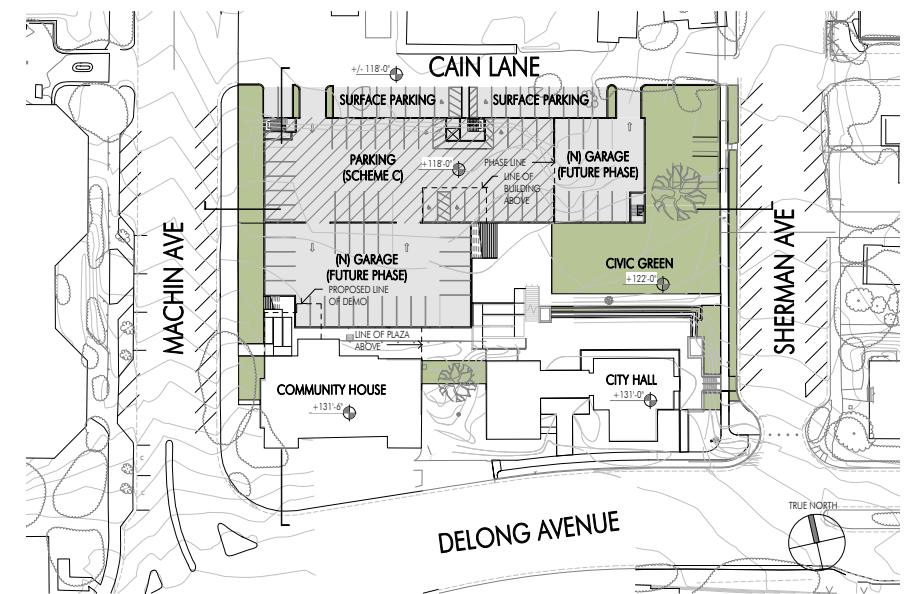 CAIN LANE
+/- 118'-0"
SURFACE PARKING
SURFACE PARKING
PARKING
(SCHEME C)
+118'-0"
PHASE LINE
LINE OF
BUILDING
ABOVE
(N) GARAGE
(FUTURE PHASE)
MACHIN AVE
SHERMAN AVE
(N) GARAGE
(FUTURE PHASE)
PROPOSED LINE
OF DEMO
CIVIC GREEN
+122'-0"
LINE OF PLAZA
ABOVE
COMMUNITY HOUSE
+131'-6"
CITY HALL
+131'-0"
DELONG AVENUE
TRUE NORTH